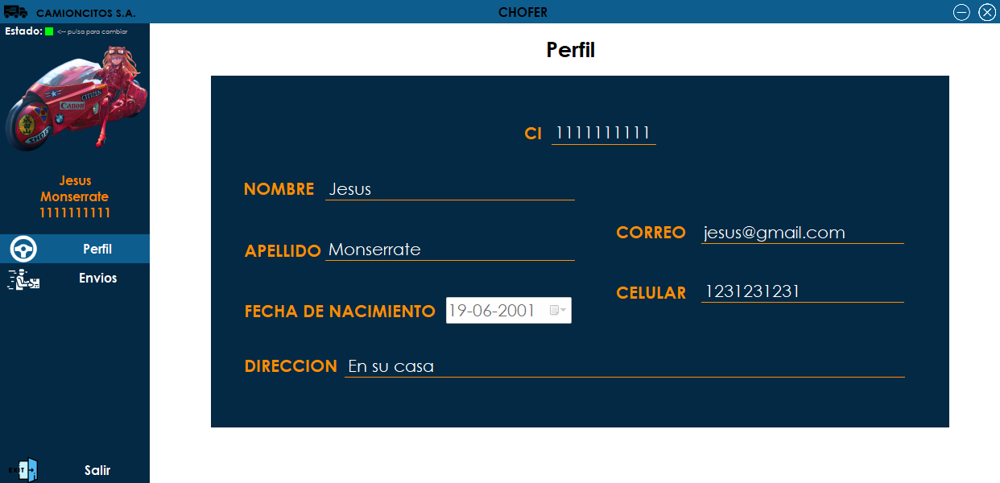 CAMIONCITOS S.A.
CHOFER
Estado: <-- pulsa para cambiar
CITIZEN
Canon
Jesus
Monserrate
1111111111
Perfil
Envios
EXIT
Salir
Perfil
CI 1111111111
NOMBRE Jesus
APELLIDO Monserrate
FECHA DE NACIMIENTO 19-06-2001
CORREO jesus@gmail.com
CELULAR 1231231231
DIRECCION En su casa